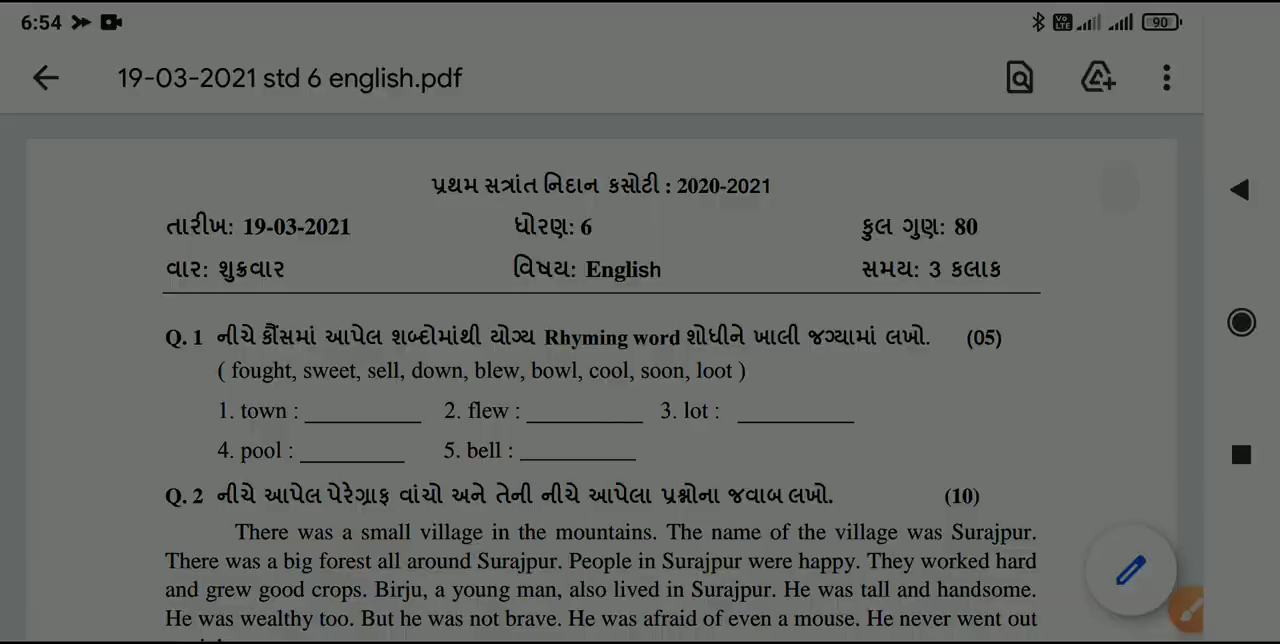 6:54
Vo LTE
90
19-03-2021 std 6 english.pdf
પ્રથમ સત્રાંત નિદાન કસોટી : 2020-2021
તારીખ: 19-03-2021 ધોરણ: 6 કુલ ગુણ: 80
વાર: શુક્રવાર વિષય: English સમય: 3 કલાક
Q. 1 નીચે કૌંસમાં આપેલ શબ્દોમાંથી યોગ્ય Rhyming word શોધીને ખાલી જગ્યામાં લખો. (05)
( fought, sweet, sell, down, blew, bowl, cool, soon, loot )
1. town : __________ 2. flew : __________ 3. lot : __________
4. pool : __________ 5. bell : __________
Q. 2 નીચે આપેલ પેરેગ્રાફ વાંચો અને તેની નીચે આપેલા પ્રશ્નોના જવાબ લખો. (10)
There was a small village in the mountains. The name of the village was Surajpur.
There was a big forest all around Surajpur. People in Surajpur were happy. They worked hard
and grew good crops. Birju, a young man, also lived in Surajpur. He was tall and handsome.
He was wealthy too. But he was not brave. He was afraid of even a mouse. He never went out